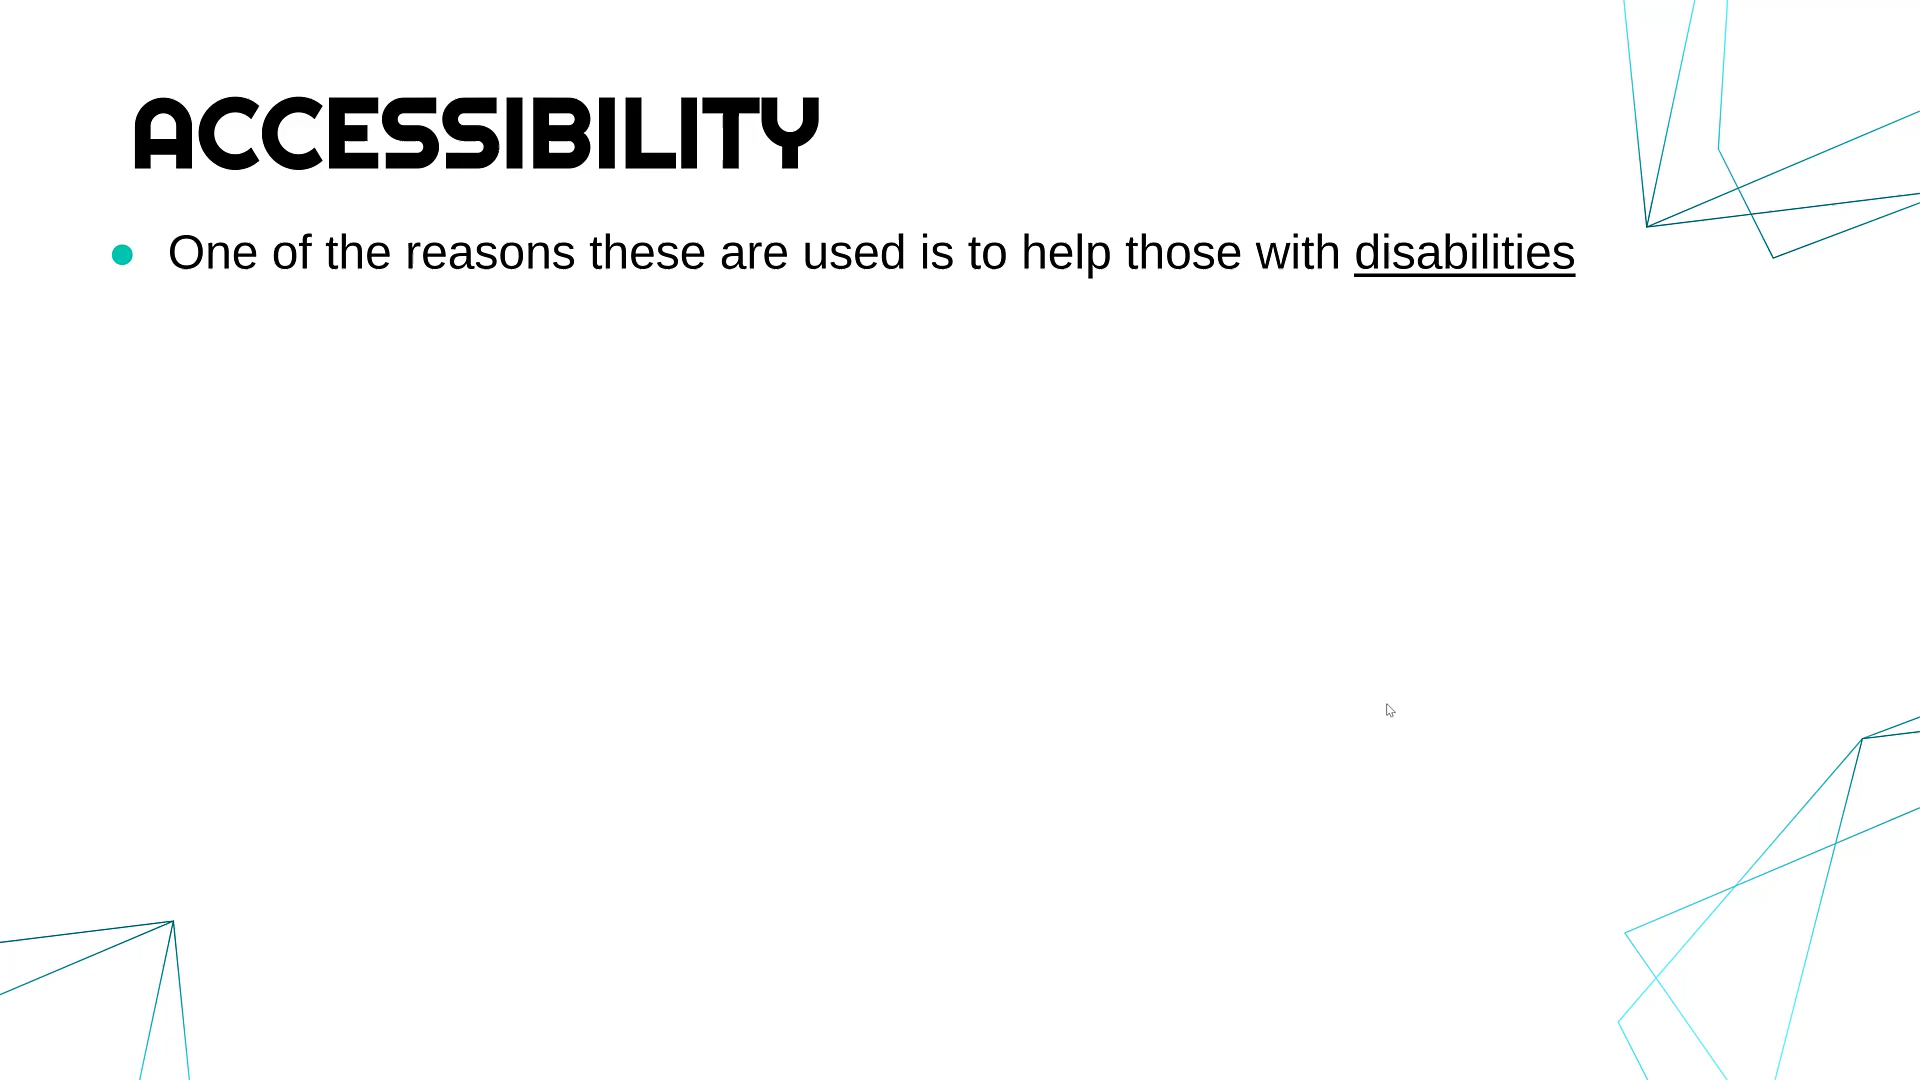 ACCESSIBILITY
One of the reasons these are used is to help those with disabilities